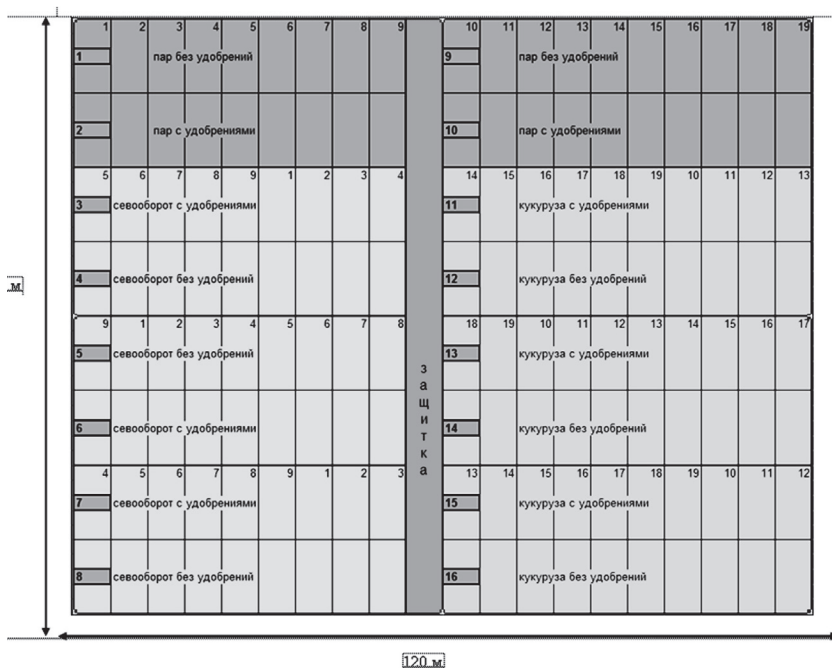 1 2 3 4 5 6 7 8 9 10 11 12 13 14 15 16 17 18 19
1 пар без удобрений 9 пар без удобрений
2 пар с удобрениями 10 пар с удобрениями
5 6 7 8 9 1 2 3 4 14 15 16 17 18 19 10 11 12 13
3 севооборот с удобрениями 11 кукуруза с удобрениями
4 севооборот без удобрений 12 кукуруза без удобрений
м
9 1 2 3 4 5 6 7 8 18 19 10 11 12 13 14 15 16 17
5 севооборот без удобрений 13 кукуруза с удобрениями
6 севооборот с удобрениями 14 кукуруза без удобрений
4 5 6 7 8 9 1 2 3 13 14 15 16 17 18 19 10 11 12
7 севооборот с удобрениями 15 кукуруза с удобрениями
8 севооборот без удобрений 16 кукуруза без удобрений
защитка
120 м